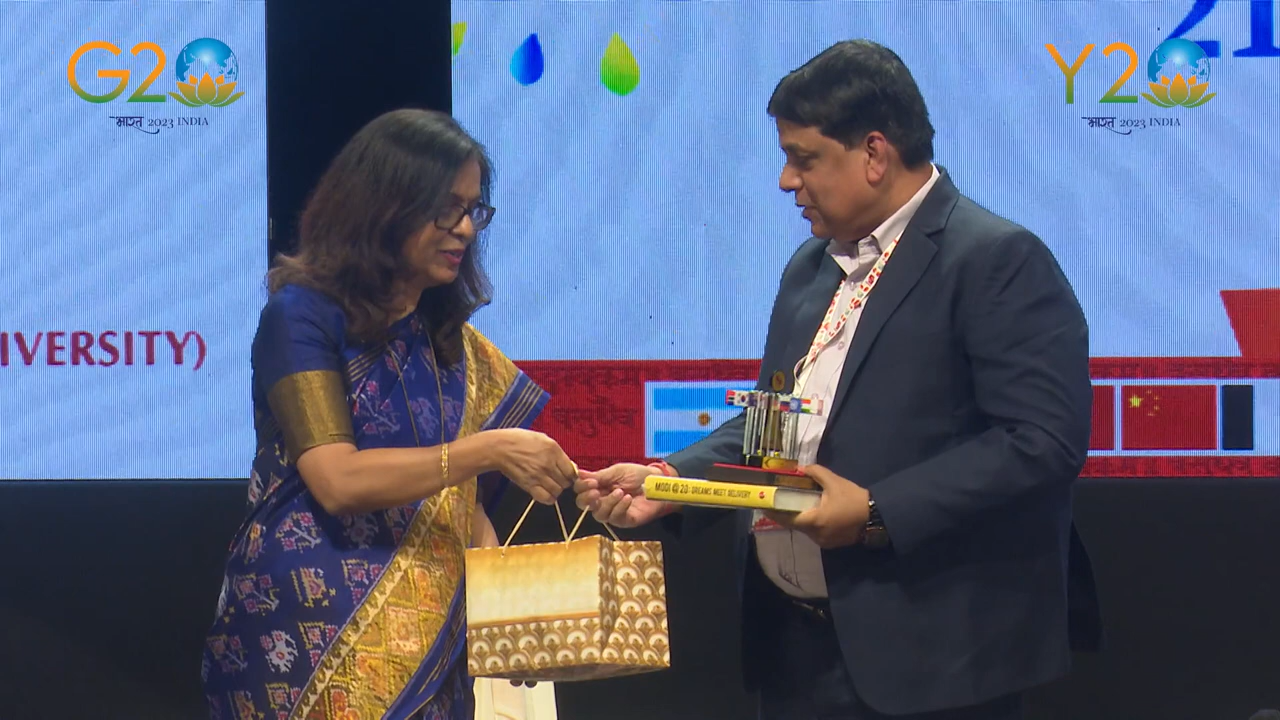 G20
भारत 2023 INDIA
Y20
भारत 2023 INDIA
IVERSITY)
MODI @ 20: DREAMS MEET DELIVERY